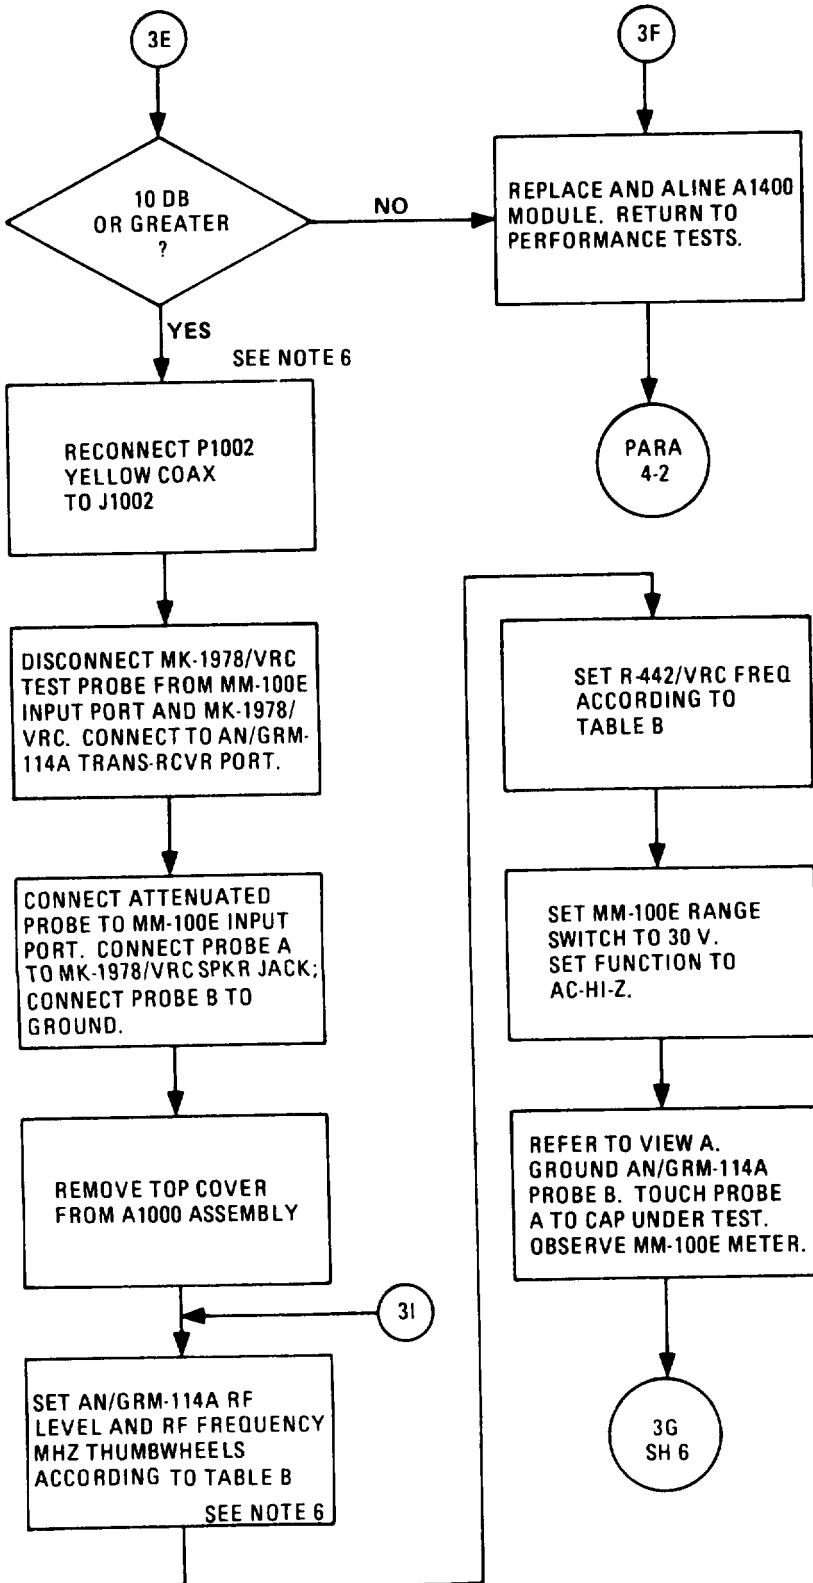 3E
10 DB
OR GREATER
?
NO
YES
SEE NOTE 6
RECONNECT P1002
YELLOW COAX
TO J1002
DISCONNECT MK-1978/VRC
TEST PROBE FROM MM-100E
INPUT PORT AND MK-1978/
VRC. CONNECT TO AN/GRM-
114A TRANS-RCVR PORT.
CONNECT ATTENUATED
PROBE TO MM-100E INPUT
PORT. CONNECT PROBE A
TO MK-1978/VRC SPKR JACK;
CONNECT PROBE B TO
GROUND.
REMOVE TOP COVER
FROM A1000 ASSEMBLY
3I
SET AN/GRM-114A RF
LEVEL AND RF FREQUENCY
MHZ THUMBWHEELS
ACCORDING TO TABLE B
SEE NOTE 6
3F
REPLACE AND ALINE A1400
MODULE. RETURN TO
PERFORMANCE TESTS.
PARA
4-2
SET R-442/VRC FREQ
ACCORDING TO
TABLE B
SET MM-100E RANGE
SWITCH TO 30 V.
SET FUNCTION TO
AC-HI-Z.
REFER TO VIEW A.
GROUND AN/GRM-114A
PROBE B. TOUCH PROBE
A TO CAP UNDER TEST.
OBSERVE MM-100E METER.
3G
SH 6